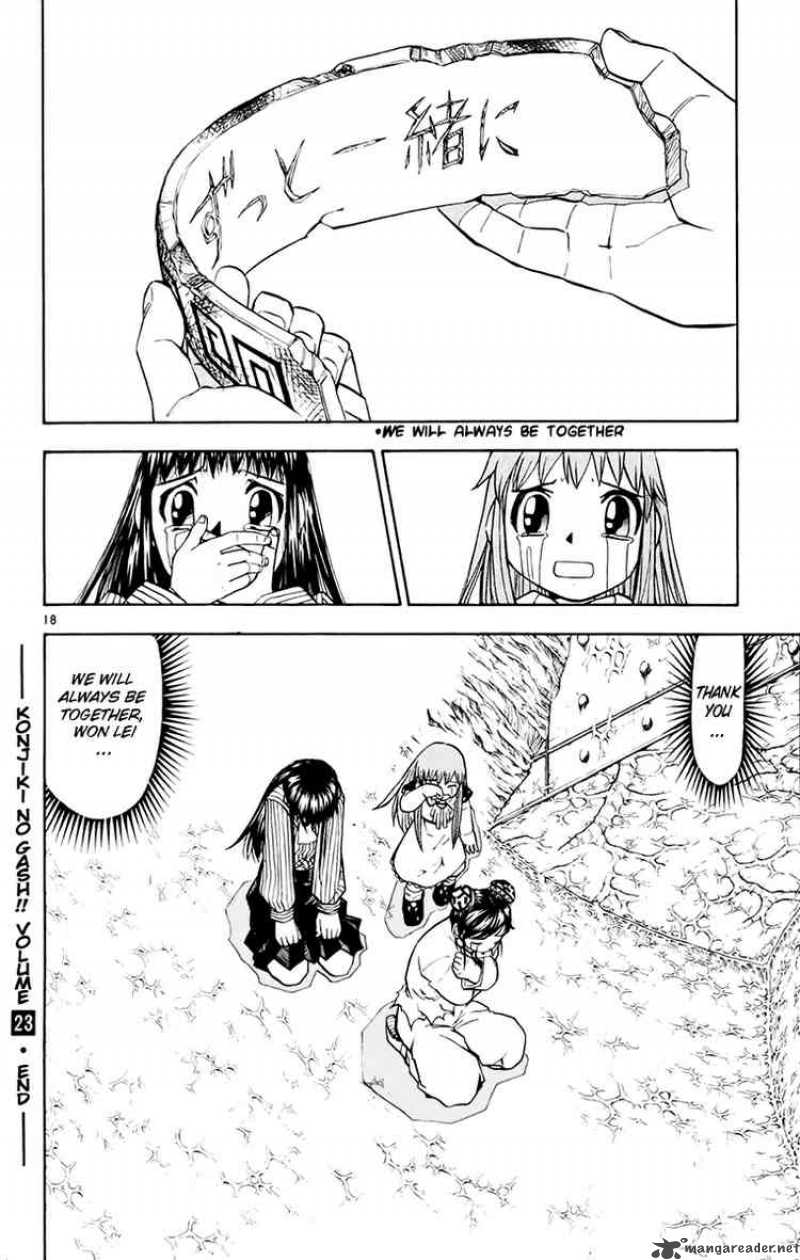 ずっと一緒に
•WE WILL ALWAYS BE TOGETHER
18
THANK
YOU
...
WE WILL
ALWAYS BE
TOGETHER,
WON LEI
...
KONJIKI NO GASH!! VOLUME 23 • END
mangareader.net